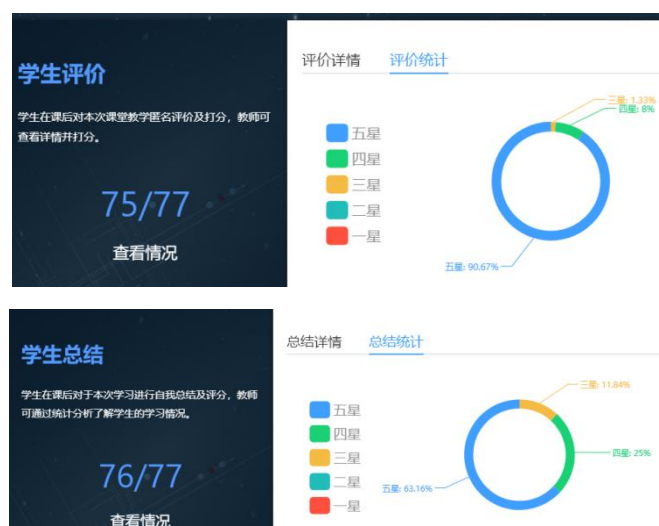 学生评价
学生在课后对本次课堂教学匿名评价及打分，教师可
查看详情并打分。
75/77
查看情况
评价详情 评价统计
五星
四星
三星
二星
一星
三星: 1.33%
四星: 8%
五星: 90.67%
学生总结
学生在课后对于本次学习进行自我总结及评分，教师
可通过统计分析了解学生的学习情况。
76/77
查看情况
总结详情 总结统计
五星
四星
三星
二星
一星
三星: 11.84%
四星: 25%
五星: 63.16%